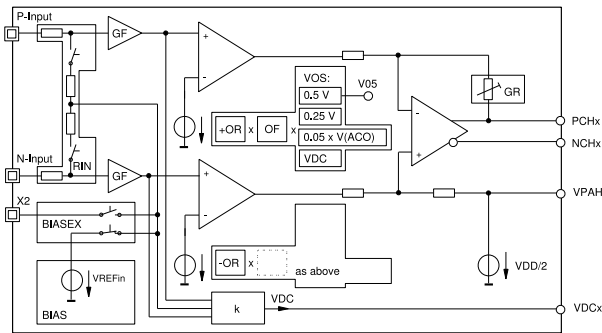 P-Input
GF
+
-
VOS:
0.5 V
V05
0.25 V
+OR x OF x 0.05 x V(ACO)
VDC
GR
-
+
PCHx
NCHx
N-Input
RIN
GF
+
-
VPAH
X2
BIASEX
-OR x
as above
VDD/2
VREFin
BIAS
k
VDC
VDCx